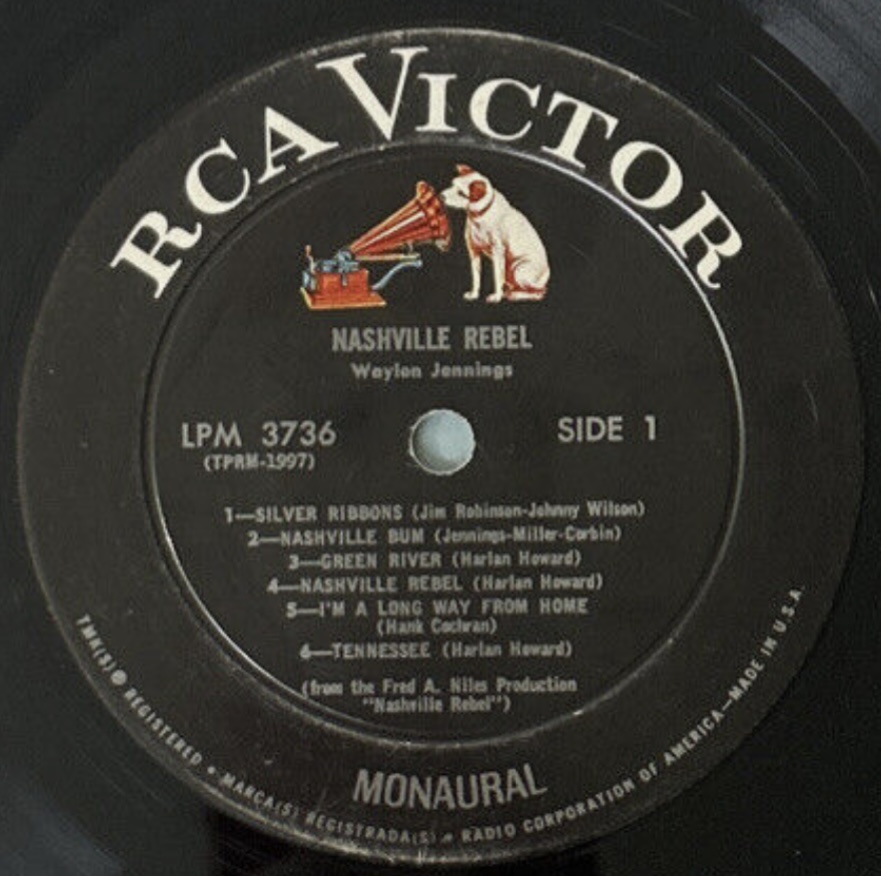 RCA VICTOR
NASHVILLE REBEL
Waylon Jennings
LPM 3736
(TPRM-1997)
SIDE 1
1—SILVER RIBBONS (Jim Robinson-Johnny Wilson)
2—NASHVILLE BUM (Jennings-Miller-Corbin)
3—GREEN RIVER (Harlan Howard)
4—NASHVILLE REBEL (Harlan Howard)
5—I'M A LONG WAY FROM HOME
(Hank Cochran)
6—TENNESSEE (Harlan Howard)
(from the Fred A. Niles Production
"Nashville Rebel")
MONAURAL
TMK(S) ® REGISTERED • MARCA(S) REGISTRADA(S) • RADIO CORPORATION OF AMERICA—MADE IN U.S.A.